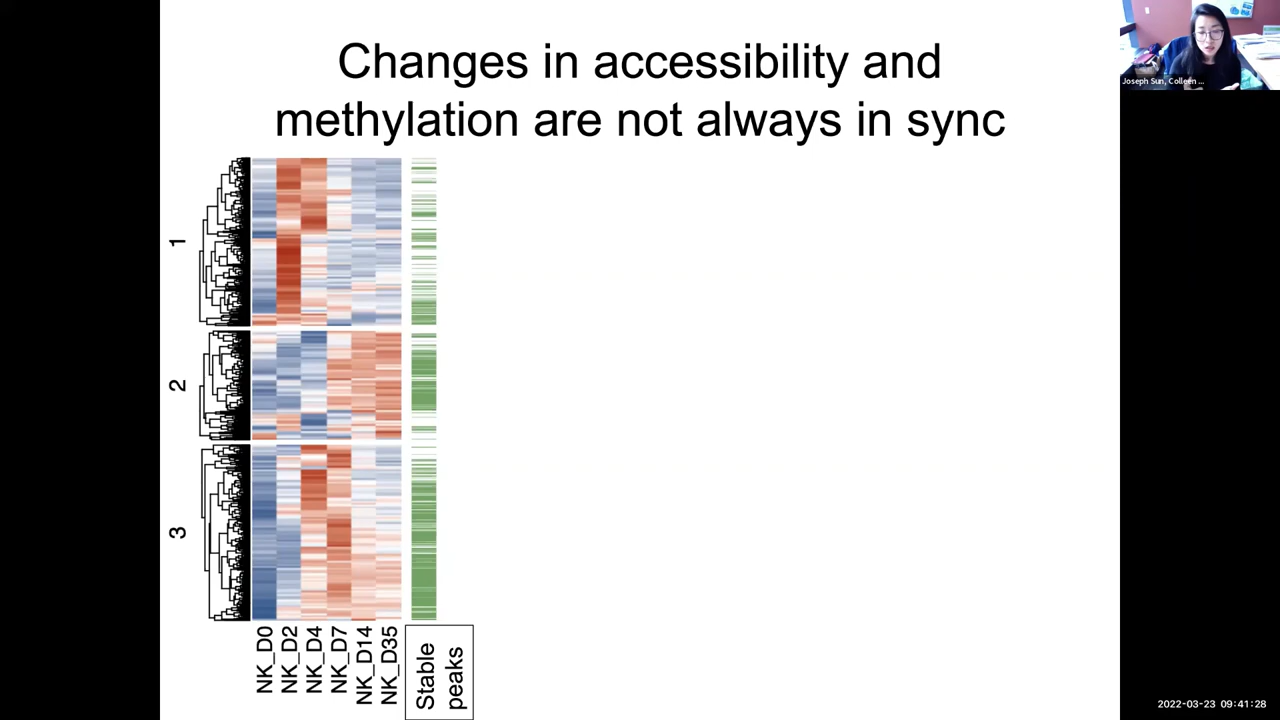 Changes in accessibility and
methylation are not always in sync
Joseph Sun, Colleen ...
1
2
3
NK_D0
NK_D2
NK_D4
NK_D7
NK_D14
NK_D35
Stable
peaks
2022-03-23 09:41:28